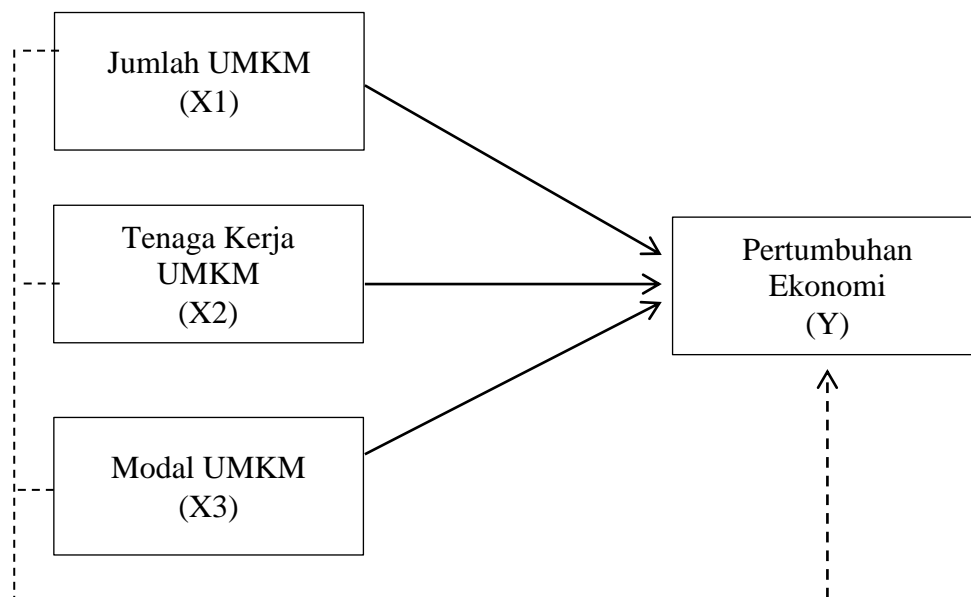 Jumlah UMKM
(X1)
Tenaga Kerja
UMKM
(X2)
Modal UMKM
(X3)
Pertumbuhan
Ekonomi
(Y)